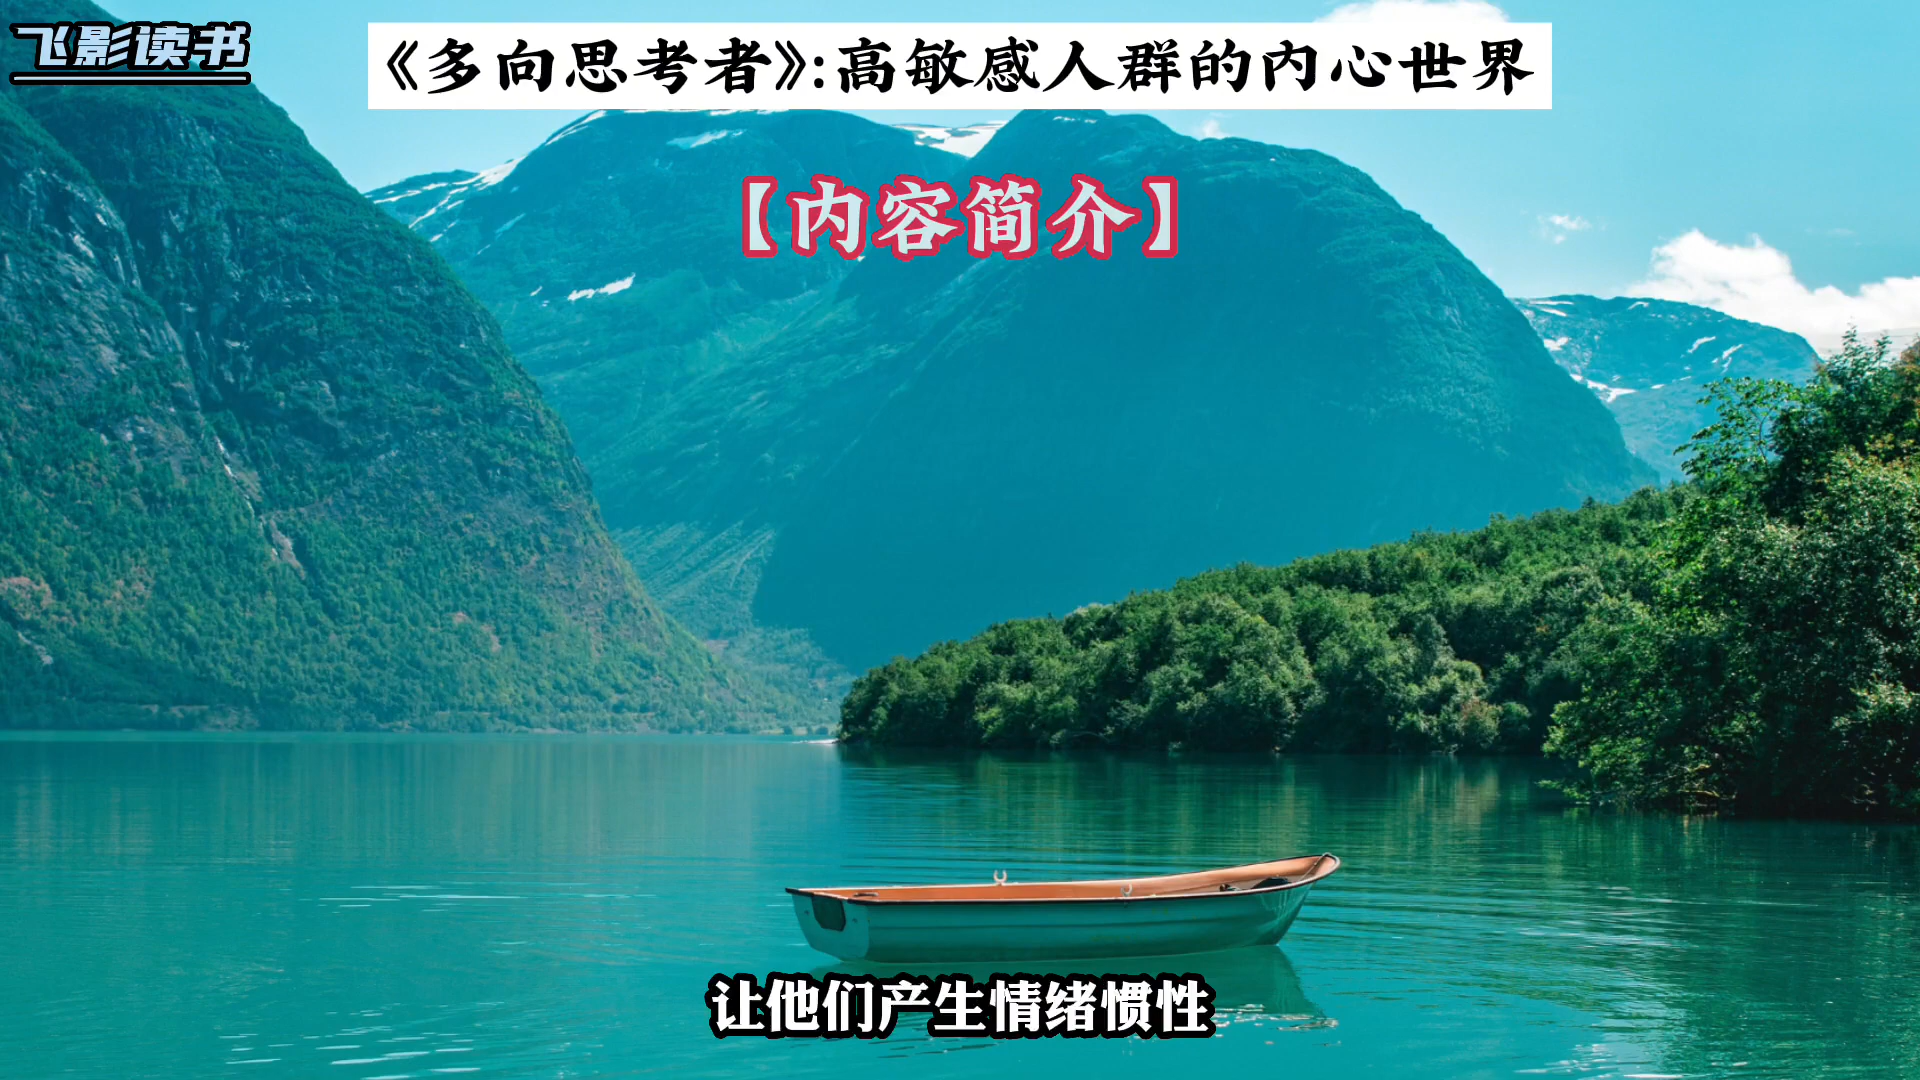 飞影读书
《多向思考者》:高敏感人群的内心世界
【内容简介】
让他们产生情绪惯性